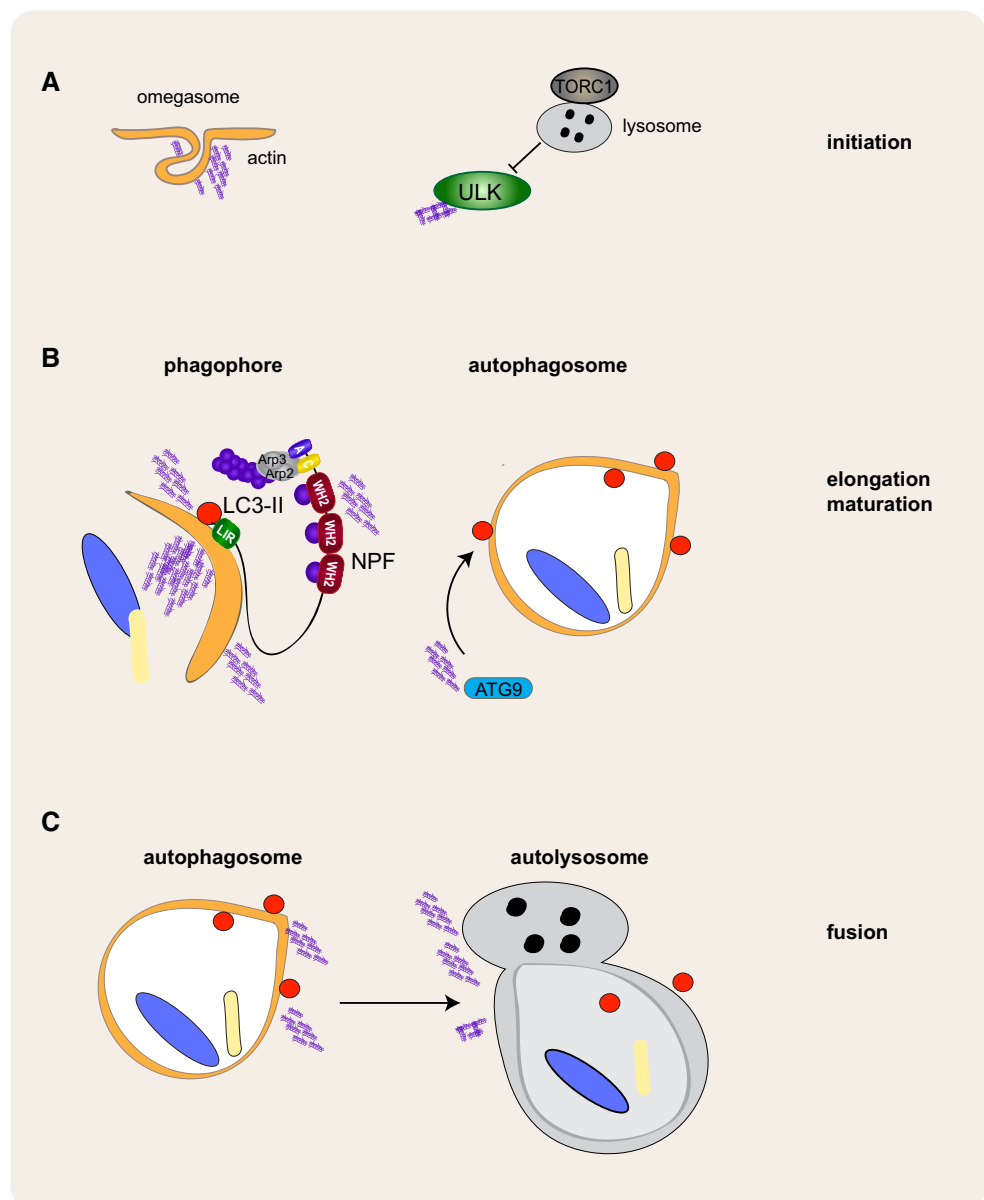 A
omegasome
actin
TORC1
lysosome
ULK
initiation
B
phagophore
autophagosome
Arp3
Arp2
A
C
LC3-II
LIR
WH2
WH2
WH2
NPF
ATG9
elongation
maturation
C
autophagosome
autolysosome
fusion